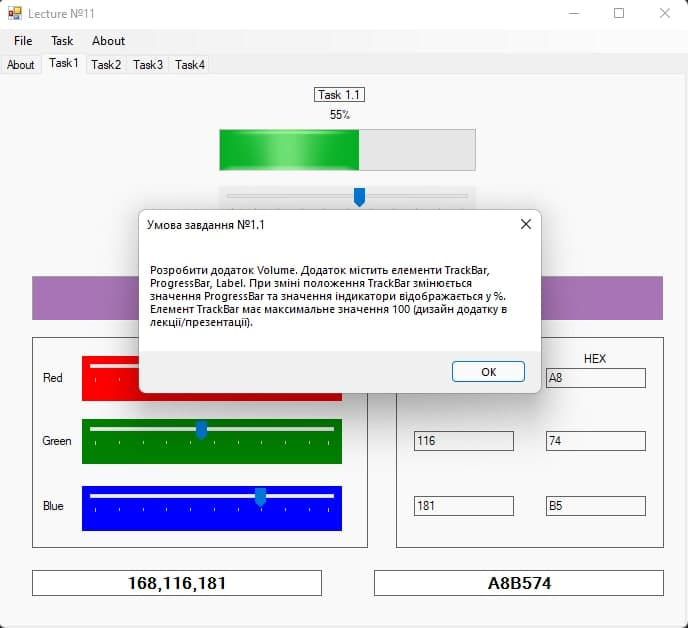 Lecture №11
File Task About
About Task1 Task2 Task3 Task4
Task 1.1
55%
Умова завдання №1.1
Розробити додаток Volume. Додаток містить елементи TrackBar,
ProgressBar, Label. При зміні положення TrackBar змінюється
значення ProgressBar та значення індикатори відображається у %.
Елемент TrackBar має максимальне значення 100 (дизайн додатку в
лекції/презентації).
OK
HEX
Red A8
Green 116 74
Blue 181 B5
168,116,181 A8B574